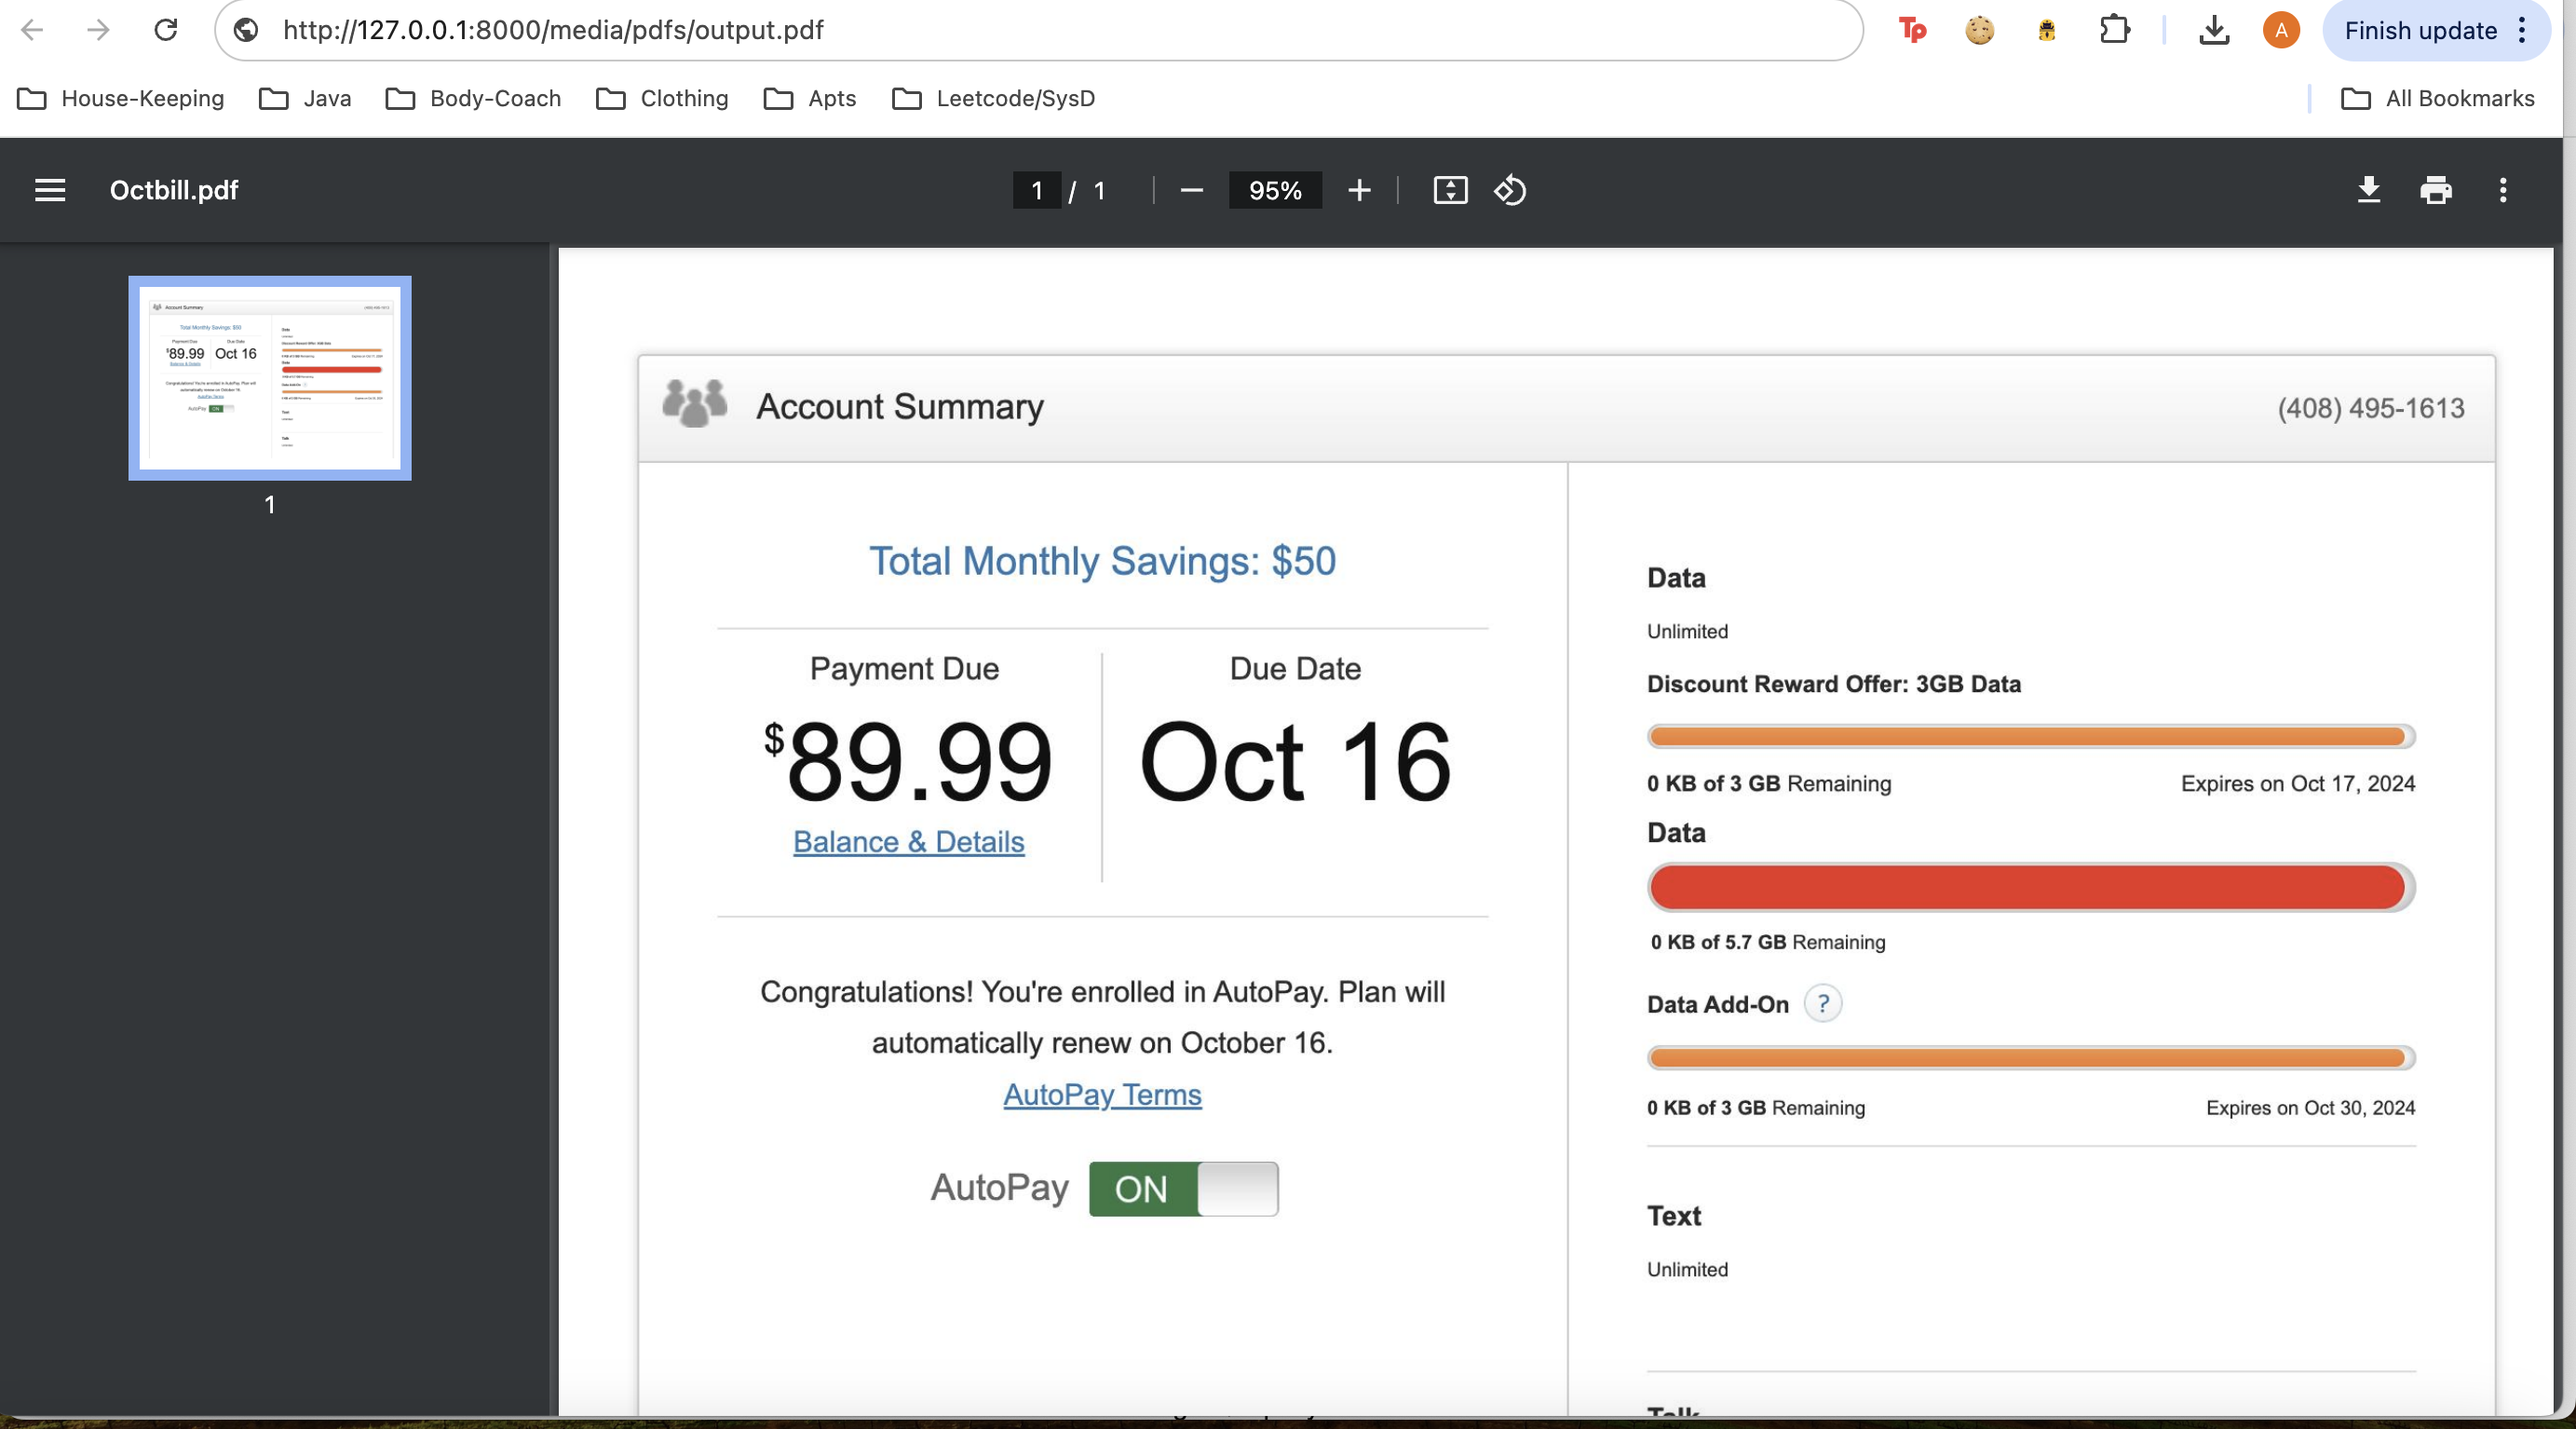 http://127.0.0.1:8000/media/pdfs/output.pdf
Tp
A
Finish update
House-Keeping
Java
Body-Coach
Clothing
Apts
Leetcode/SysD
All Bookmarks
Octbill.pdf
1 / 1
95%
1
Account Summary
(408) 495-1613
Total Monthly Savings: $50
Payment Due
$89.99
Balance & Details
Due Date
Oct 16
Congratulations! You're enrolled in AutoPay. Plan will
automatically renew on October 16.
AutoPay Terms
AutoPay ON
Data
Unlimited
Discount Reward Offer: 3GB Data
0 KB of 3 GB Remaining Expires on Oct 17, 2024
Data
0 KB of 5.7 GB Remaining
Data Add-On ?
0 KB of 3 GB Remaining Expires on Oct 30, 2024
Text
Unlimited
Talk